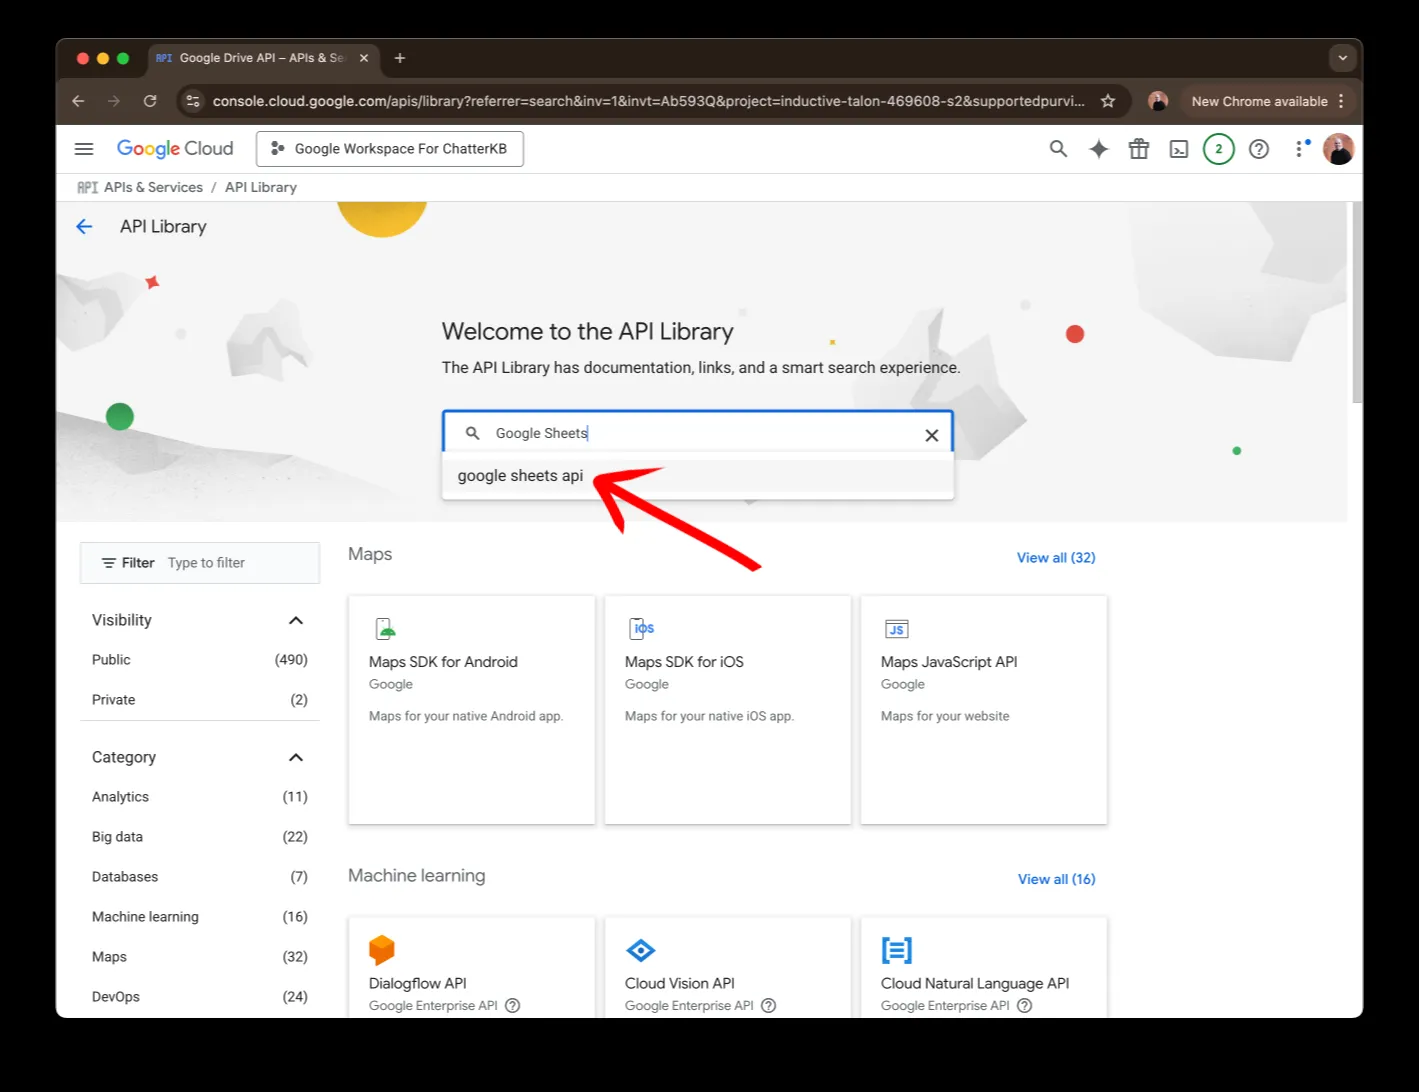 API Google Drive API – APIs & Se
console.cloud.google.com/apis/library?referrer=search&inv=1&invt=Ab593Q&project=inductive-talon-469608-s2&supportedpurvi...
New Chrome available
Google Cloud
Google Workspace For ChatterKB
2
API APIs & Services / API Library
API Library
Welcome to the API Library
The API Library has documentation, links, and a smart search experience.
Google Sheets
google sheets api
Filter Type to filter
Visibility
Public (490)
Private (2)
Category
Analytics (11)
Big data (22)
Databases (7)
Machine learning (16)
Maps (32)
DevOps (24)
Maps
View all (32)
Maps SDK for Android
Google
Maps for your native Android app.
iOS
Maps SDK for iOS
Google
Maps for your native iOS app.
JS
Maps JavaScript API
Google
Maps for your website
Machine learning
View all (16)
Dialogflow API
Google Enterprise API
Cloud Vision API
Google Enterprise API
Cloud Natural Language API
Google Enterprise API